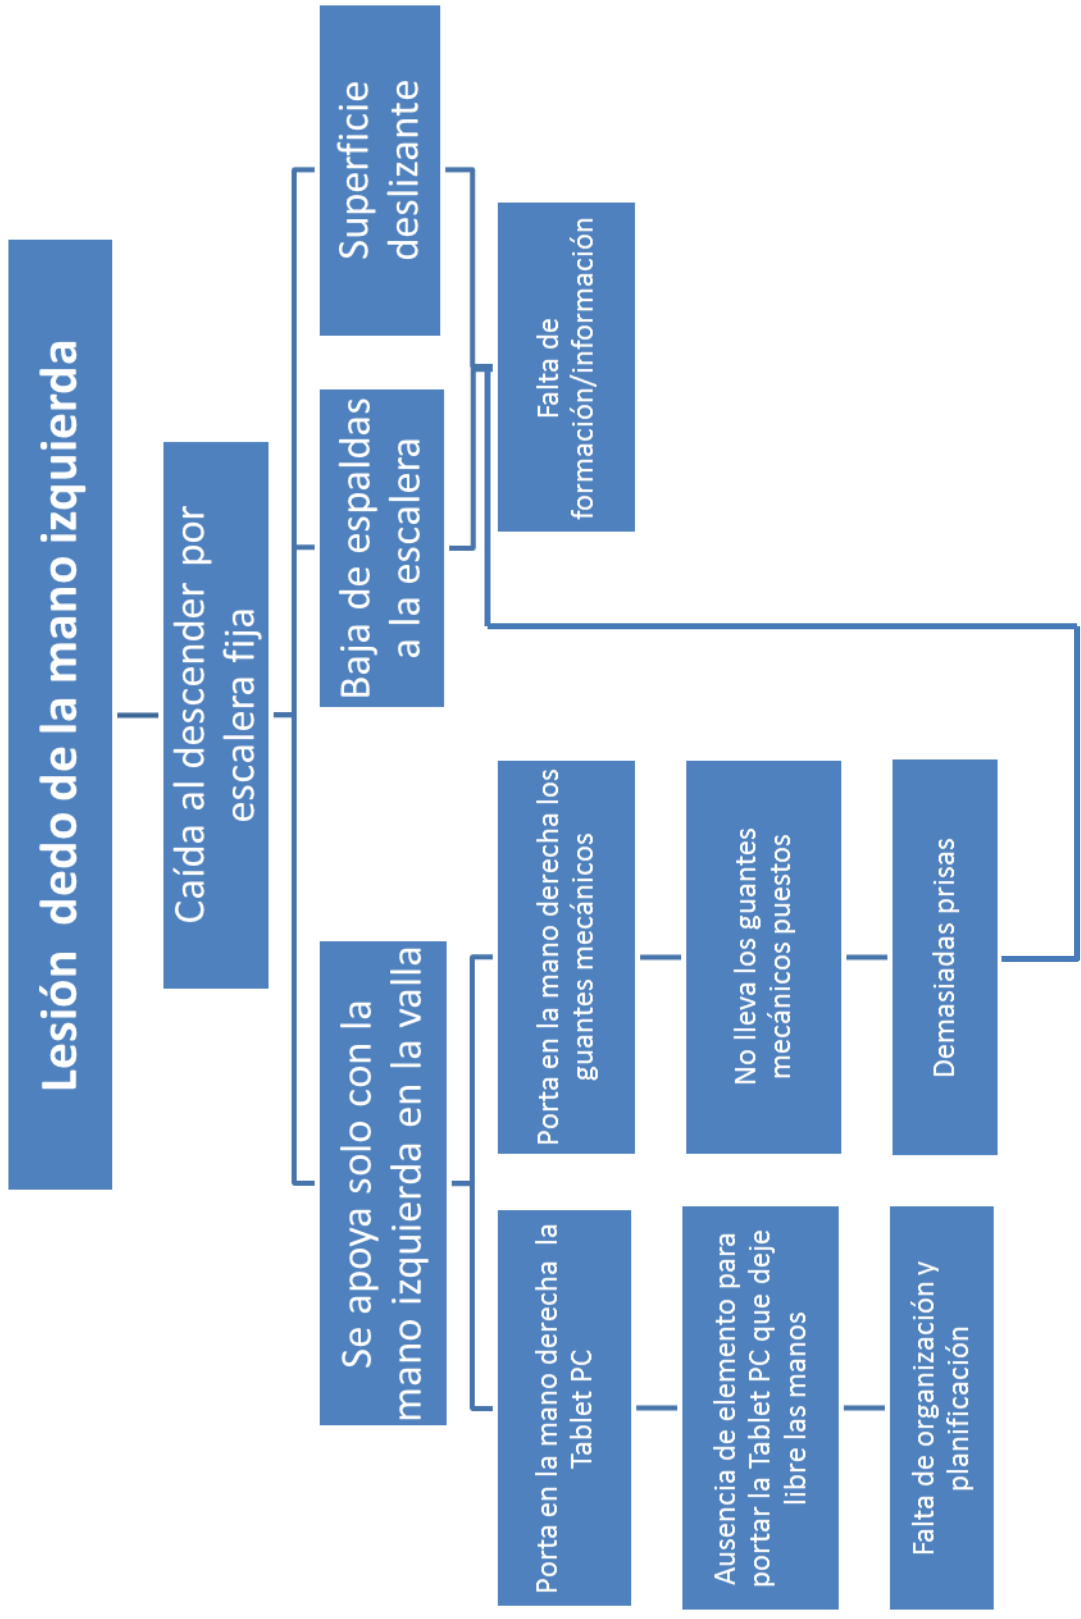 Lesión dedo de la mano izquierda
Caída al descender por
escalera fija
Se apoya solo con la
mano izquierda en la valla
Baja de espaldas
a la escalera
Superficie
deslizante
Porta en la mano derecha la
Tablet PC
Porta en la mano derecha los
guantes mecánicos
Falta de
formación/información
Ausencia de elemento para
portar la Tablet PC que deje
libre las manos
No lleva los guantes
mecánicos puestos
Falta de organización y
planificación
Demasiadas prisas